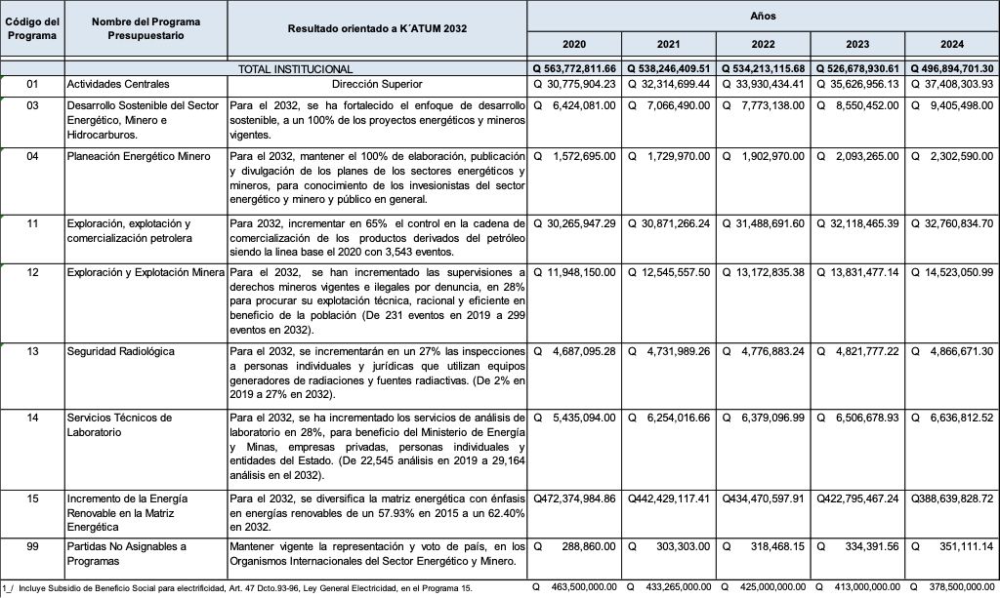 Código del Programa | Nombre del Programa Presupuestario | Resultado orientado a K´ATUM 2032 | Años
2020 | 2021 | 2022 | 2023 | 2024
TOTAL INSTITUCIONAL | Q 563,772,811.66 | Q 538,246,409.51 | Q 534,213,115.68 | Q 526,678,930.61 | Q 496,894,701.30
01 | Actividades Centrales | Dirección Superior | Q 30,775,904.23 | Q 32,314,699.44 | Q 33,930,434.41 | Q 35,626,956.13 | Q 37,408,303.93
03 | Desarrollo Sostenible del Sector | Para el 2032, se ha fortalecido el enfoque de desarrollo | Q 6,424,081.00 | Q 7,066,490.00 | Q 7,773,138.00 | Q 8,550,452.00 | Q 9,405,498.00
Energético, Minero e | sostenible, a un 100% de los proyectos energéticos y mineros
Hidrocarburos. | vigentes.
04 | Planeación Energético Minero | Para el 2032, mantener el 100% de elaboración, publicación | Q 1,572,695.00 | Q 1,729,970.00 | Q 1,902,970.00 | Q 2,093,265.00 | Q 2,302,590.00
y divulgación de los planes de los sectores energéticos y
mineros, para conocimiento de los invesionistas del sector
energético y minero y público en general.
11 | Exploración, explotación y | Para el 2032, incrementar en 65% el control en la cadena de | Q 30,265,947.29 | Q 30,871,266.24 | Q 31,488,691.60 | Q 32,118,465.39 | Q 32,760,834.70
comercialización petrolera | comercialización de los productos derivados del petróleo
siendo la linea base el 2020 con 3,543 eventos.
12 | Exploración y Explotación Minera | Para el 2032, se han incrementado las supervisiones a | Q 11,948,150.00 | Q 12,545,557.50 | Q 13,172,835.38 | Q 13,831,477.14 | Q 14,523,050.99
derechos mineros vigentes e ilegales por denuncia, en 28%
para procurar su explotación técnica, racional y eficiente en
beneficio de la población (De 231 eventos en 2019 a 299
eventos en 2032).
13 | Seguridad Radiológica | Para el 2032, se incrementarán en un 27% las inspecciones | Q 4,687,095.28 | Q 4,731,989.26 | Q 4,776,883.24 | Q 4,821,777.22 | Q 4,866,671.30
a personas individuales y jurídicas que utilizan equipos
generadores de radiaciones y fuentes radiactivas. (De 2% en
2019 a 27% en 2032).
14 | Servicios Técnicos de | Para el 2032, se ha incrementado los servicios de análisis de | Q 5,435,094.00 | Q 6,254,016.66 | Q 6,379,096.99 | Q 6,506,678.93 | Q 6,636,812.52
Laboratorio | laboratorio en 28%, para beneficio del Ministerio de Energía
y Minas, empresas privadas, personas individuales y
entidades del Estado. (De 22,545 análisis en 2019 a 29,164
análisis en el 2032).
15 | Incremento de la Energía | Para el 2032, se diversifica la matriz energética con énfasis | Q472,374,984.86 | Q442,429,117.41 | Q434,470,597.91 | Q422,795,467.24 | Q388,639,828.72
Renovable en la Matriz | en energías renovables de un 57.93% en 2015 a un 62.40%
Energética | en 2032.
99 | Partidas No Asignables a | Mantener vigente la representación y voto de país, en los | Q 288,860.00 | Q 303,303.00 | Q 318,468.15 | Q 334,391.56 | Q 351,111.14
Programas | Organismos Internacionales del Sector Energético y Minero.
1_/ Incluye Subsidio de Beneficio Social para electrificidad, Art. 47 Dcto.93-96, Ley General Electricidad, en el Programa 15. | Q 463,500,000.00 | Q 433,265,000.00 | Q 425,000,000.00 | Q 413,000,000.00 | Q 378,500,000.00